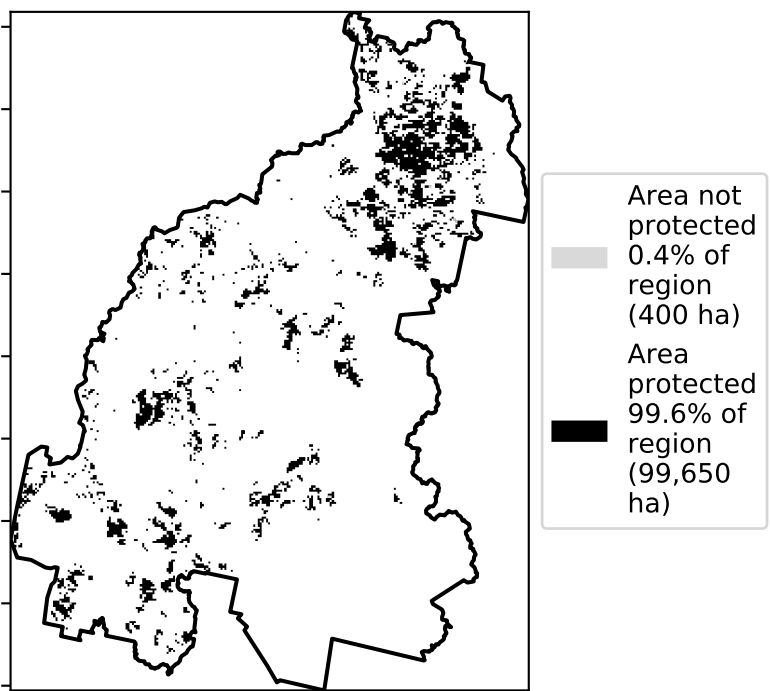 Area not
protected
0.4% of
region
(400 ha)
Area
protected
99.6% of
region
(99,650
ha)